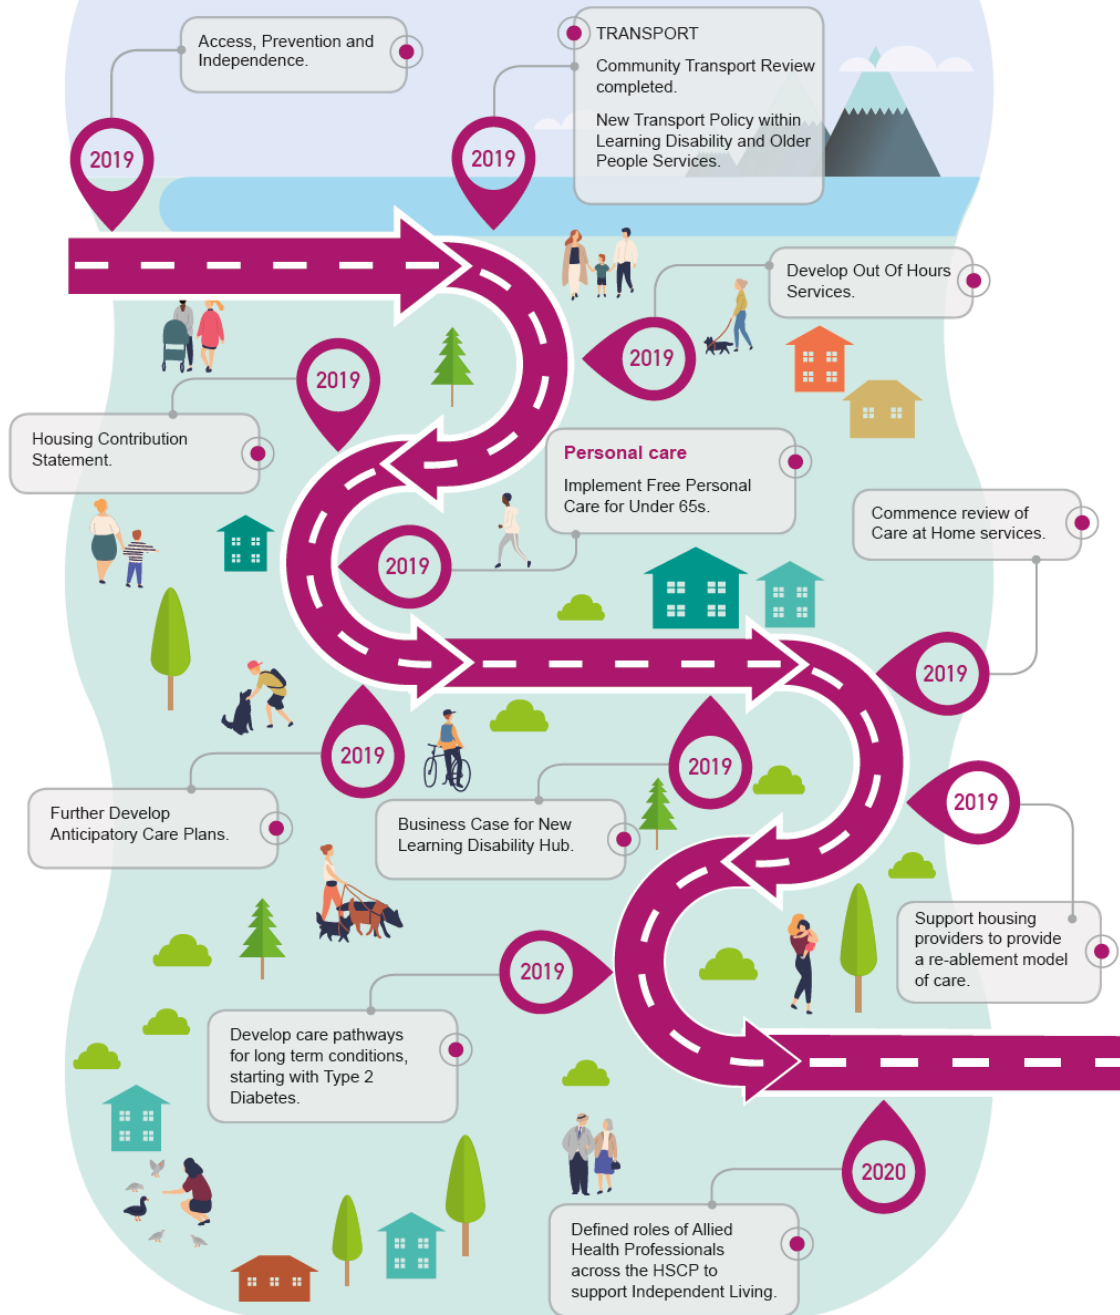 2019
Access, Prevention and
Independence.
2019
TRANSPORT
Community Transport Review
completed.
New Transport Policy within
Learning Disability and Older
People Services.
2019
Develop Out Of Hours
Services.
2019
Housing Contribution
Statement.
2019
Personal care
Implement Free Personal
Care for Under 65s.
2019
Further Develop
Anticipatory Care Plans.
2019
Business Case for New
Learning Disability Hub.
2019
Commence review of
Care at Home services.
2019
Support housing
providers to provide
a re-ablement model
of care.
2019
Develop care pathways
for long term conditions,
starting with Type 2
Diabetes.
2020
Defined roles of Allied
Health Professionals
across the HSCP to
support Independent Living.